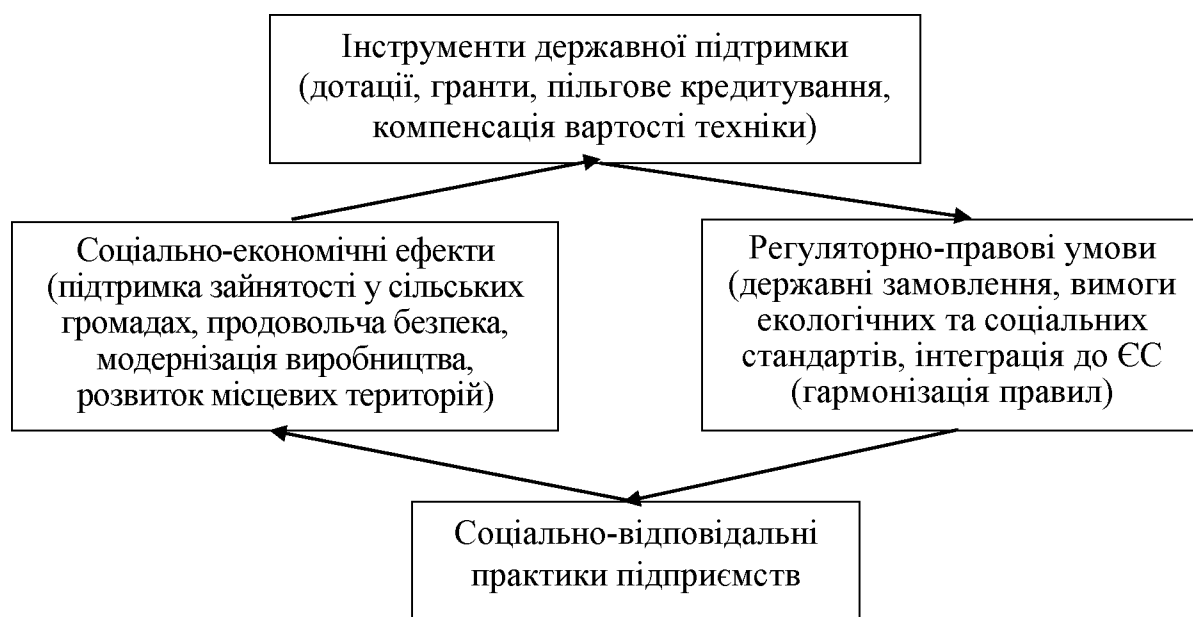 Інструменти державної підтримки
(дотації, гранти, пільгове кредитування,
компенсація вартості техніки)
Соціально-економічні ефекти
(підтримка зайнятості у сільських
громадах, продовольча безпека,
модернізація виробництва,
розвиток місцевих територій)
Регуляторно-правові умови
(державні замовлення, вимоги
екологічних та соціальних
стандартів, інтеграція до ЄС
(гармонізація правил)
Соціально-відповідальні
практики підприємств